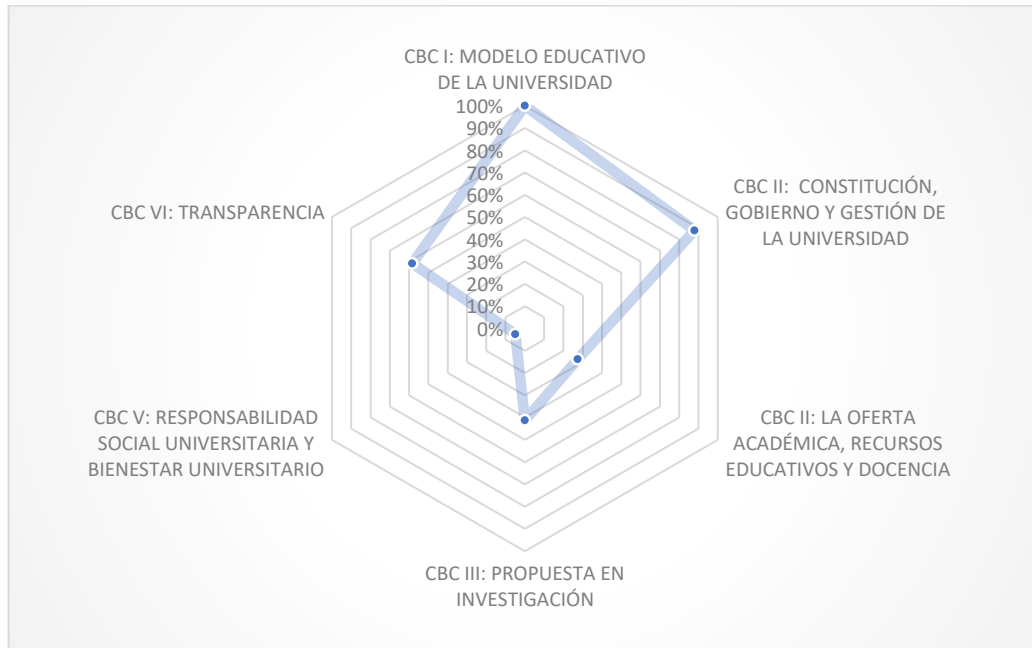 CBC I: MODELO EDUCATIVO
DE LA UNIVERSIDAD
100%
90%
80%
70%
60%
50%
40%
30%
20%
10%
0%
CBC II:  CONSTITUCIÓN,
GOBIERNO Y GESTIÓN DE
LA UNIVERSIDAD
CBC II: LA OFERTA
ACADÉMICA, RECURSOS
EDUCATIVOS Y DOCENCIA
CBC III: PROPUESTA EN
INVESTIGACIÓN
CBC V: RESPONSABILIDAD
SOCIAL UNIVERSITARIA Y
BIENESTAR UNIVERSITARIO
CBC VI: TRANSPARENCIA